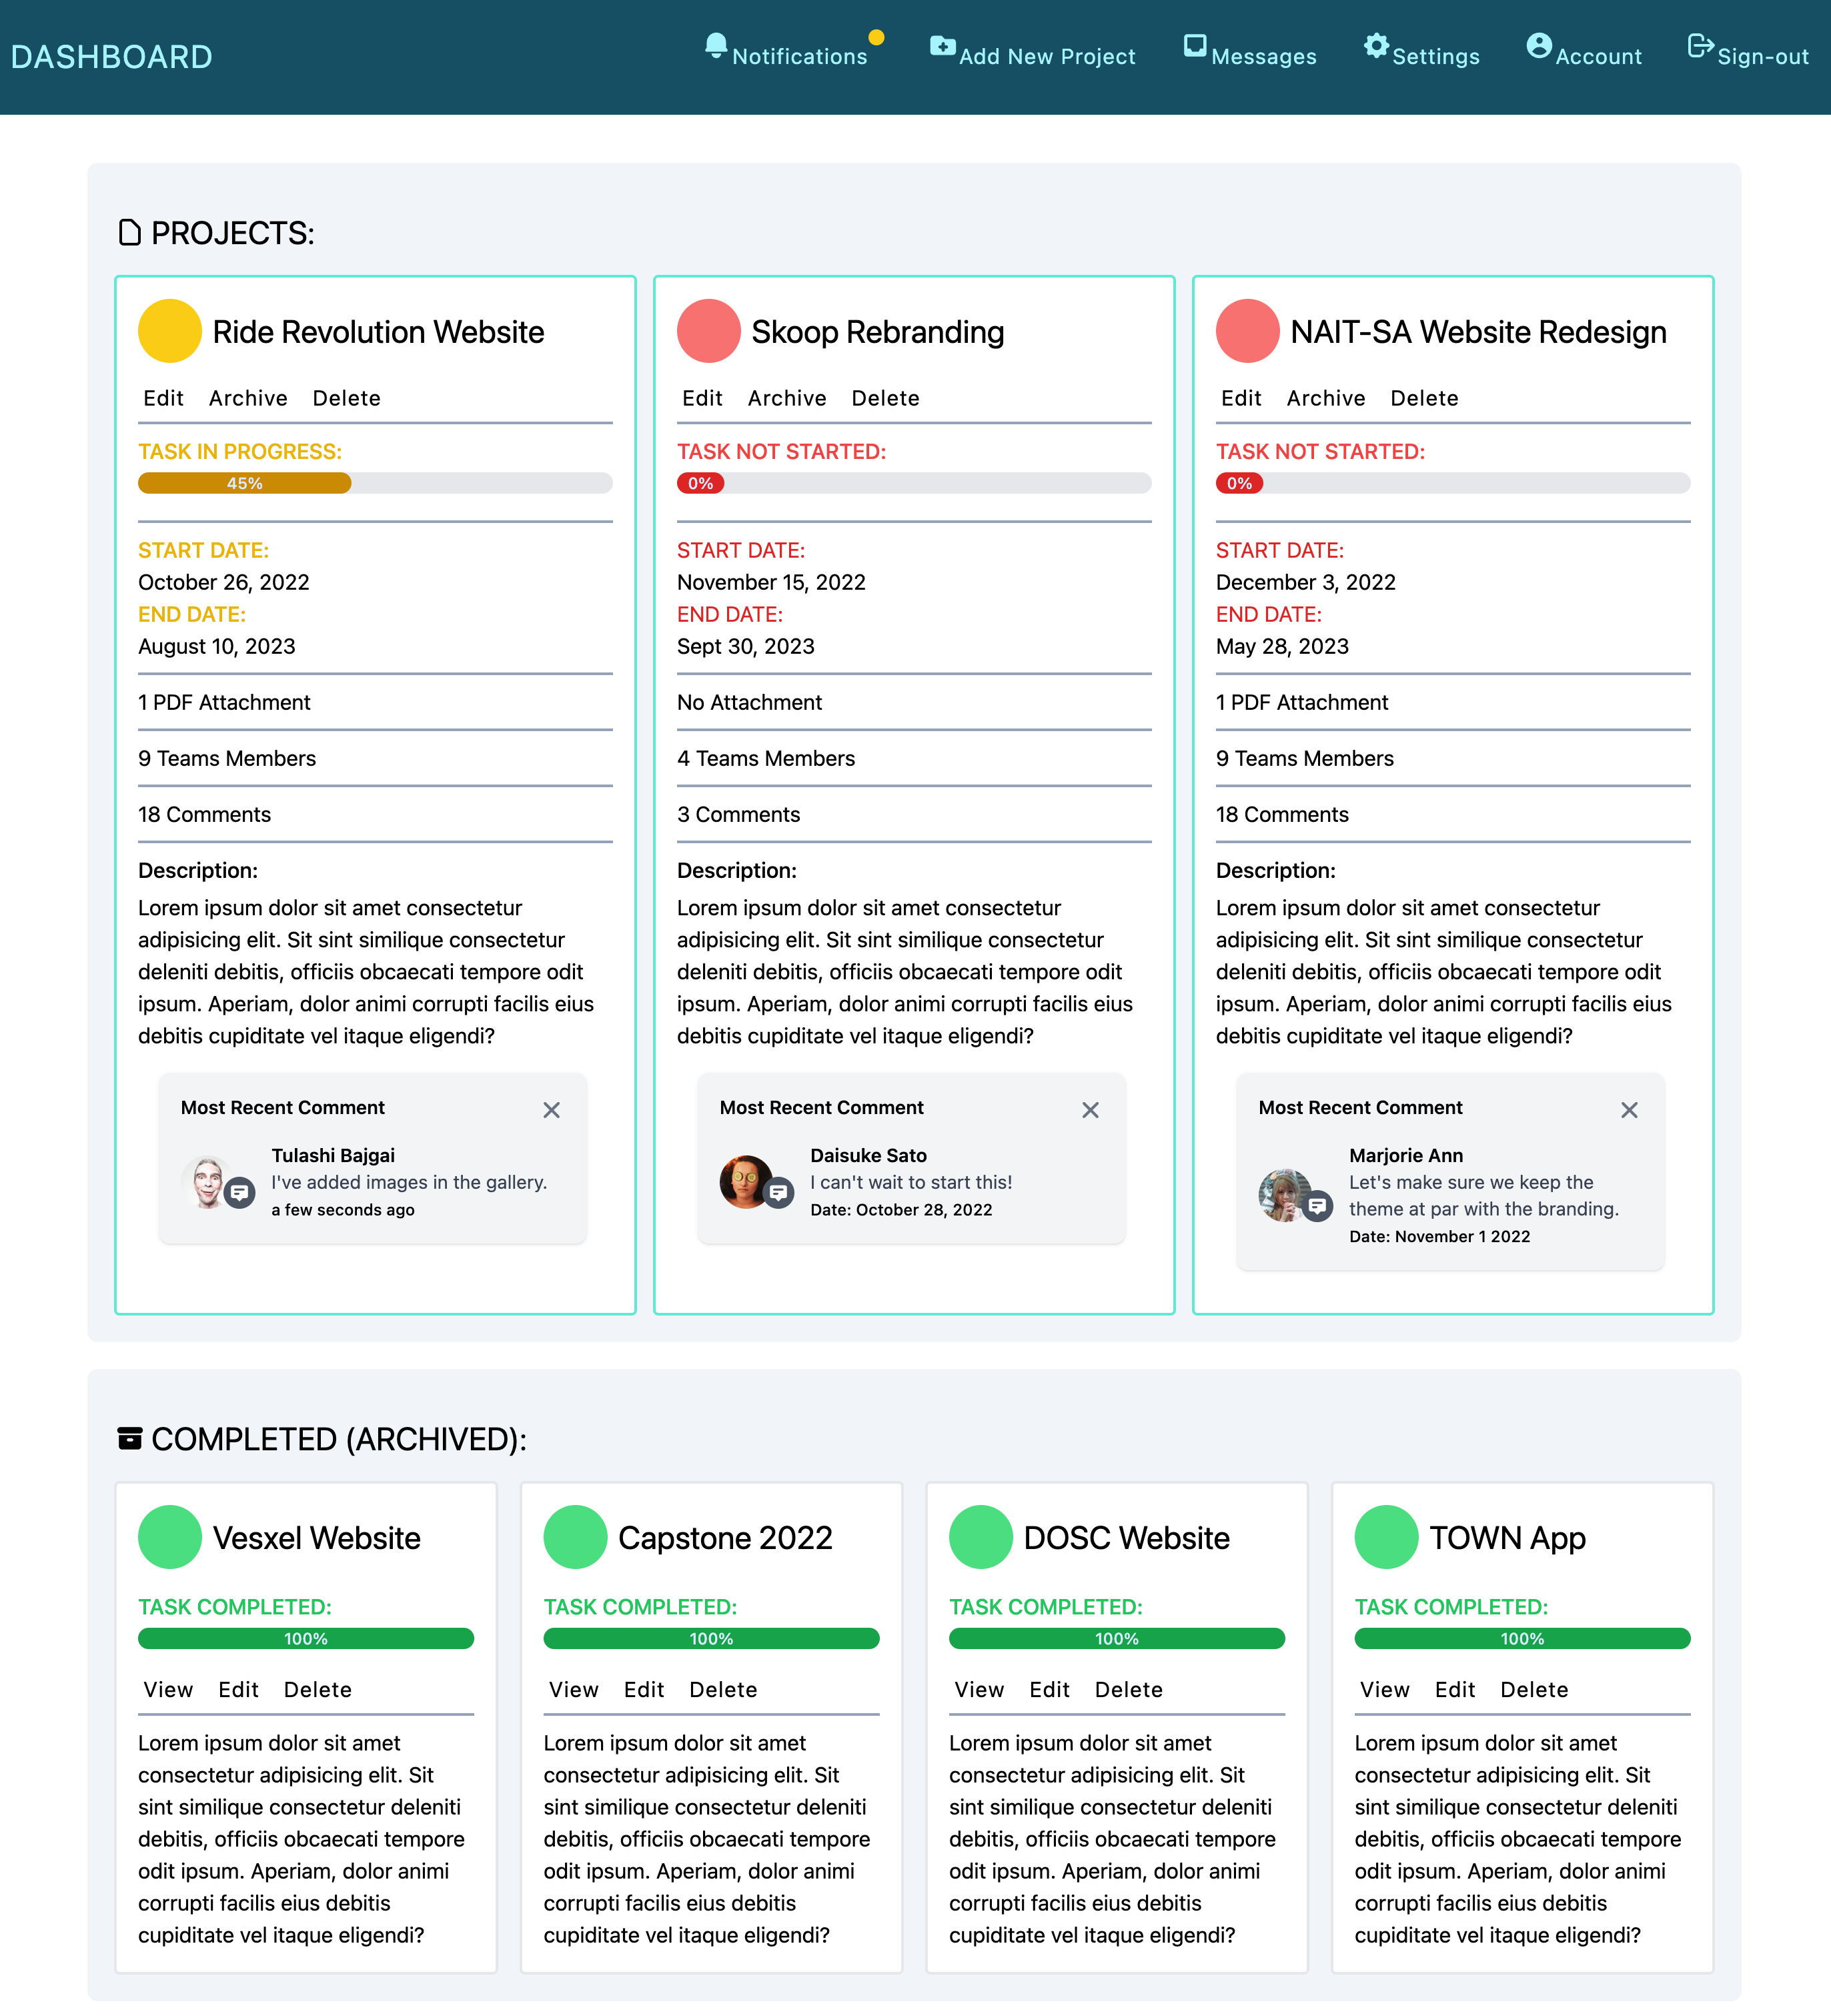 DASHBOARD
Notifications
Add New Project
Messages
Settings
Account
Sign-out
PROJECTS:
Ride Revolution Website
Edit Archive Delete
TASK IN PROGRESS:
45%
START DATE:
October 26, 2022
END DATE:
August 10, 2023
1 PDF Attachment
9 Teams Members
18 Comments
Description:
Lorem ipsum dolor sit amet consectetur
adipisicing elit. Sit sint similique consectetur
deleniti debitis, officiis obcaecati tempore odit
ipsum. Aperiam, dolor animi corrupti facilis eius
debitis cupiditate vel itaque eligendi?
Most Recent Comment
Tulashi Bajgai
I've added images in the gallery.
a few seconds ago
Skoop Rebranding
Edit Archive Delete
TASK NOT STARTED:
0%
START DATE:
November 15, 2022
END DATE:
Sept 30, 2023
No Attachment
4 Teams Members
3 Comments
Description:
Lorem ipsum dolor sit amet consectetur
adipisicing elit. Sit sint similique consectetur
deleniti debitis, officiis obcaecati tempore odit
ipsum. Aperiam, dolor animi corrupti facilis eius
debitis cupiditate vel itaque eligendi?
Most Recent Comment
Daisuke Sato
I can't wait to start this!
Date: October 28, 2022
NAIT-SA Website Redesign
Edit Archive Delete
TASK NOT STARTED:
0%
START DATE:
December 3, 2022
END DATE:
May 28, 2023
1 PDF Attachment
9 Teams Members
18 Comments
Description:
Lorem ipsum dolor sit amet consectetur
adipisicing elit. Sit sint similique consectetur
deleniti debitis, officiis obcaecati tempore odit
ipsum. Aperiam, dolor animi corrupti facilis eius
debitis cupiditate vel itaque eligendi?
Most Recent Comment
Marjorie Ann
Let's make sure we keep the
theme at par with the branding.
Date: November 1 2022
COMPLETED (ARCHIVED):
Vesxel Website
TASK COMPLETED:
100%
View Edit Delete
Lorem ipsum dolor sit amet
consectetur adipisicing elit. Sit
sint similique consectetur deleniti
debitis, officiis obcaecati tempore
odit ipsum. Aperiam, dolor animi
corrupti facilis eius debitis
cupiditate vel itaque eligendi?
Capstone 2022
TASK COMPLETED:
100%
View Edit Delete
Lorem ipsum dolor sit amet
consectetur adipisicing elit. Sit
sint similique consectetur deleniti
debitis, officiis obcaecati tempore
odit ipsum. Aperiam, dolor animi
corrupti facilis eius debitis
cupiditate vel itaque eligendi?
DOSC Website
TASK COMPLETED:
100%
View Edit Delete
Lorem ipsum dolor sit amet
consectetur adipisicing elit. Sit
sint similique consectetur deleniti
debitis, officiis obcaecati tempore
odit ipsum. Aperiam, dolor animi
corrupti facilis eius debitis
cupiditate vel itaque eligendi?
TOWN App
TASK COMPLETED:
100%
View Edit Delete
Lorem ipsum dolor sit amet
consectetur adipisicing elit. Sit
sint similique consectetur deleniti
debitis, officiis obcaecati tempore
odit ipsum. Aperiam, dolor animi
corrupti facilis eius debitis
cupiditate vel itaque eligendi?